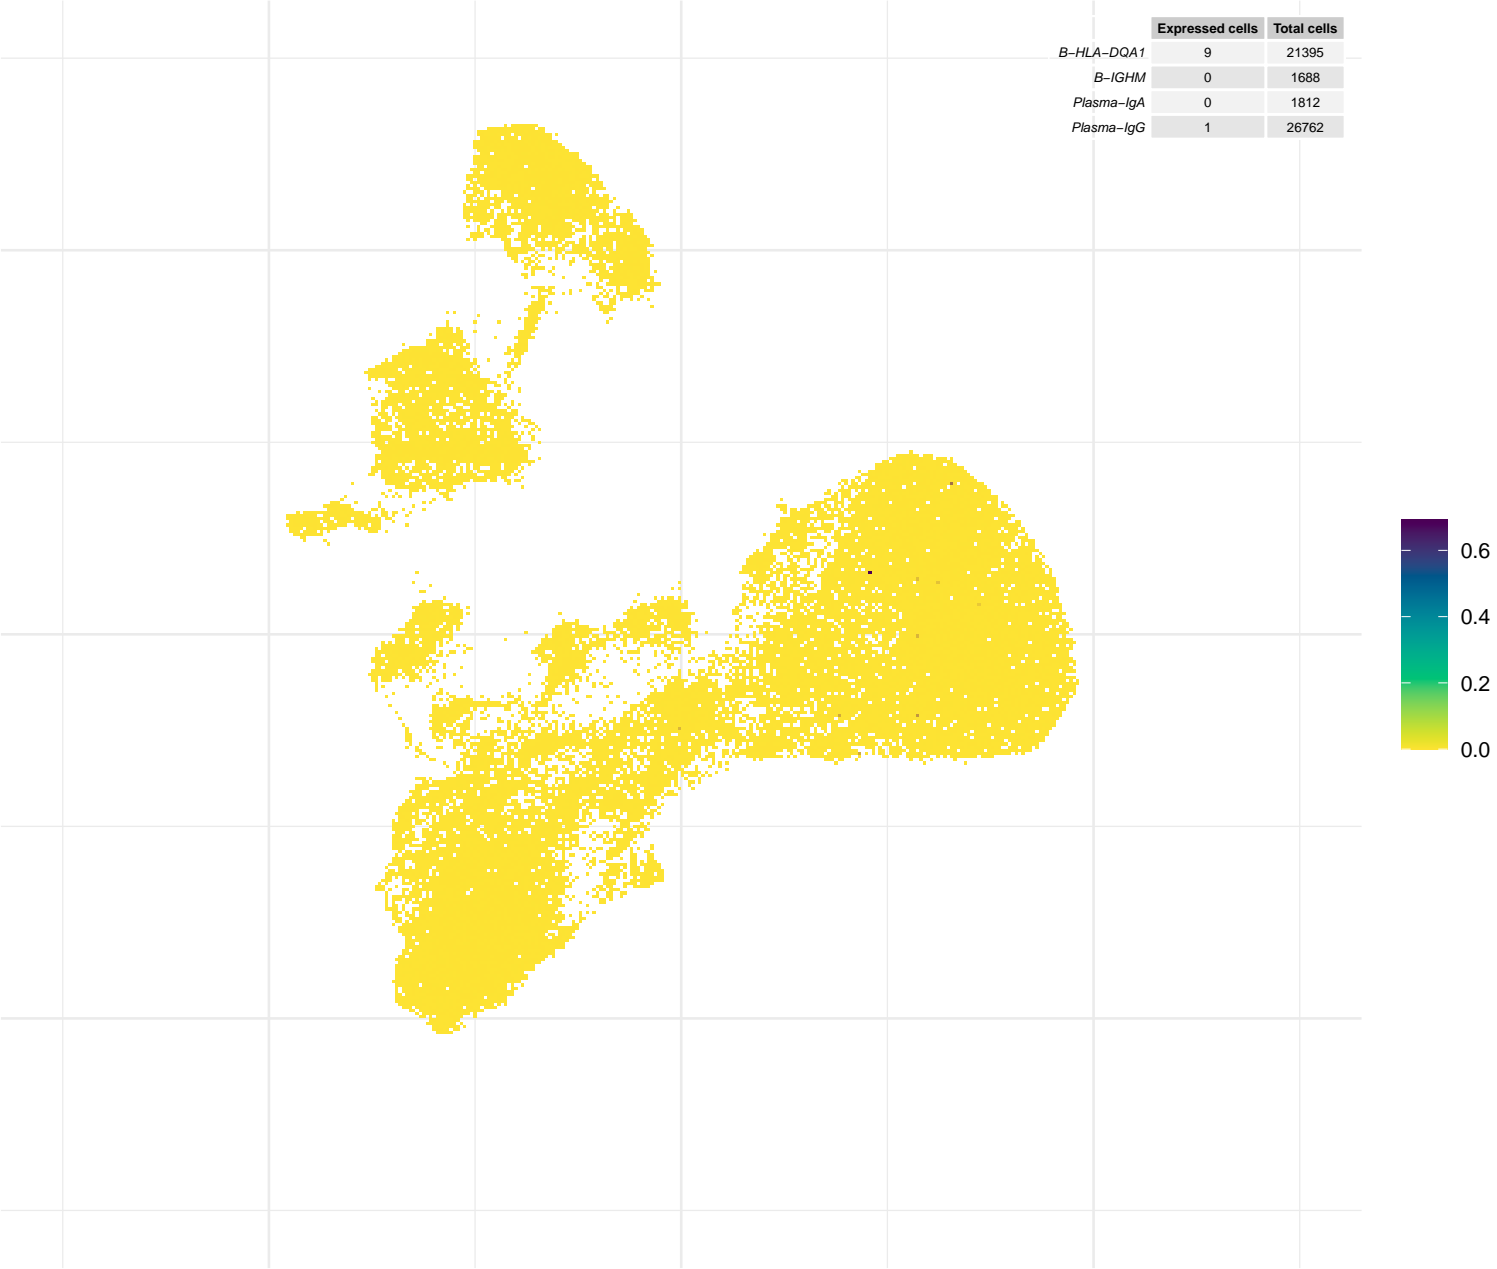 Expressed cells Total cells
B−HLA−DQA1 9 21395
B−IGHM 0 1688
Plasma−IgA 0 1812
Plasma−IgG 1 26762
0.6
0.4
0.2
0.0